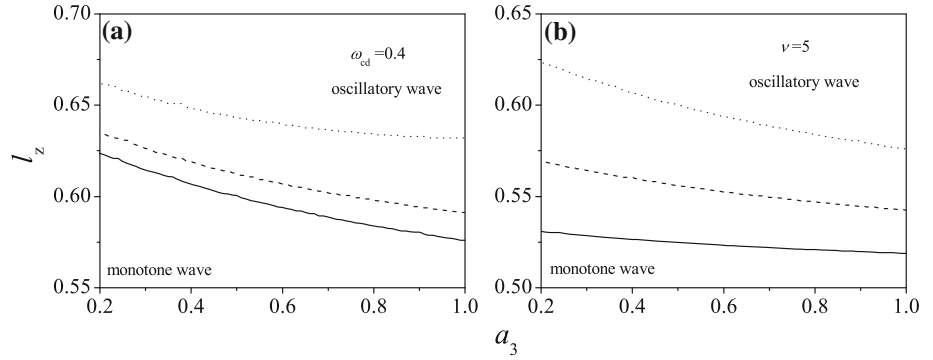 (a)
ω_cd=0.4
oscillatory wave
monotone wave
0.70
0.65
0.60
0.55
0.2 0.4 0.6 0.8 1.0
l_z
(b)
ν=5
oscillatory wave
monotone wave
0.65
0.60
0.55
0.50
0.2 0.4 0.6 0.8 1.0
a_3